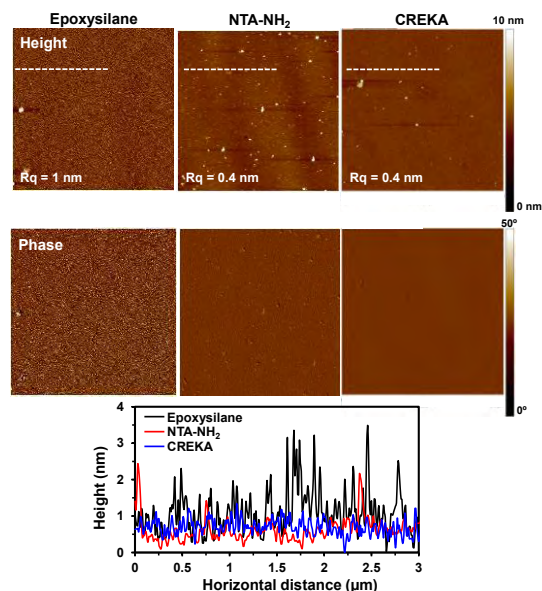 Epoxysilane NTA-NH₂ CREKA
Height
10 nm
Rq = 1 nm Rq = 0.4 nm Rq = 0.4 nm
0 nm
50º
Phase
0º
4
3
2
1
0
Height (nm)
Epoxysilane
NTA-NH₂
CREKA
0 0.5 1 1.5 2 2.5 3
Horizontal distance (µm)